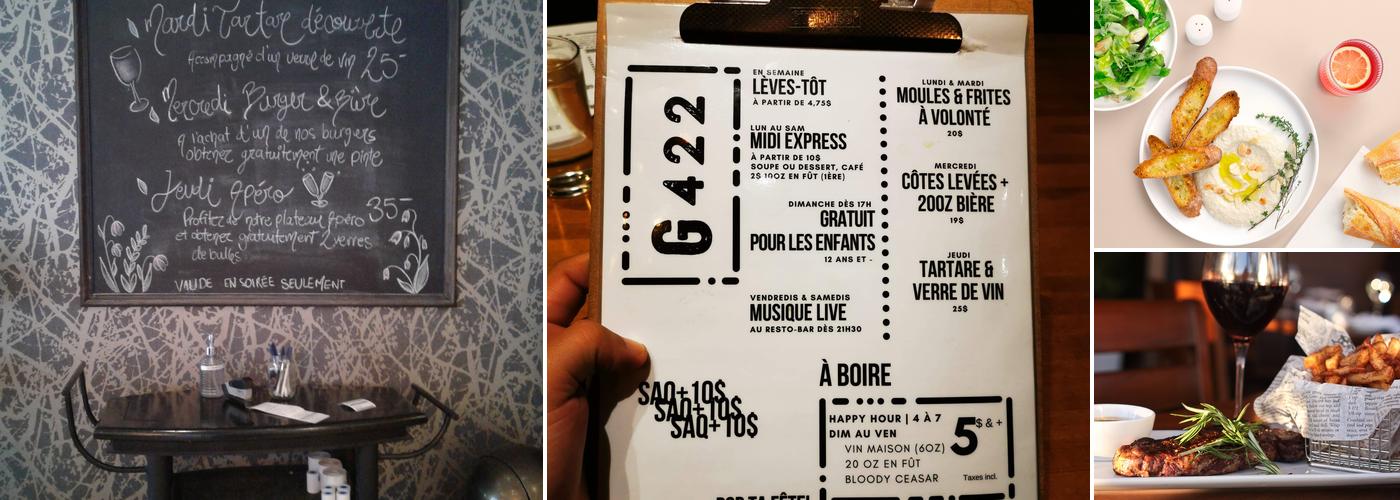 Mardi Tartare découverte
Accompagné d'un verre de vin 25-
Mercredi Burger & Bière
A l'achat d'un de nos burgers
obtenez gratuitement une pinte
Jeudi Apéro
Profitez de notre plateau Apéro 35-
et obtenez gratuitement 2 verres
de bulles
VALIDE EN SOIRÉE SEULEMENT
G422
EN SEMAINE
LÈVES-TÔT
À PARTIR DE 4,75$
LUN AU SAM
MIDI EXPRESS
À PARTIR DE 10$
SOUPE OU DESSERT, CAFÉ
2$ 10OZ EN FÛT (1ÈRE)
DIMANCHE DÈS 17H
GRATUIT
POUR LES ENFANTS
12 ANS ET -
VENDREDIS & SAMEDIS
MUSIQUE LIVE
AU RESTO-BAR DÈS 21H30
LUNDI & MARDI
MOULES & FRITES
À VOLONTÉ
20$
MERCREDI
CÔTES LEVÉES +
20OZ BIÈRE
19$
JEUDI
TARTARE &
VERRE DE VIN
25$
SAQ+10$
SAQ+10$
SAQ+10$
À BOIRE
HAPPY HOUR | 4 À 7
DIM AU VEN
VIN MAISON (6OZ)
20 OZ EN FÛT
BLOODY CEASAR
5$ & +
Taxes incl.